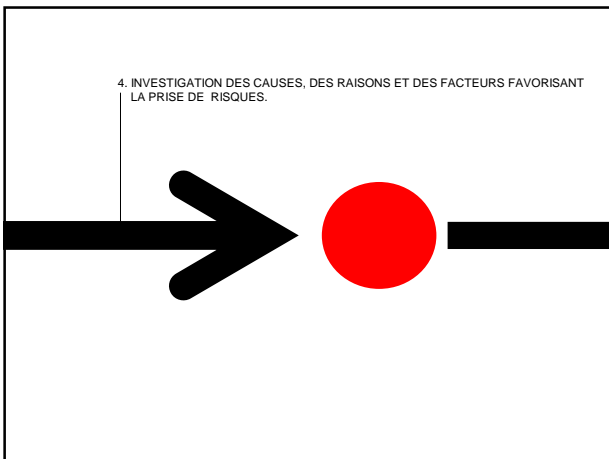 4. INVESTIGATION DES CAUSES, DES RAISONS ET DES FACTEURS FAVORISANT
LA PRISE DE RISQUES.